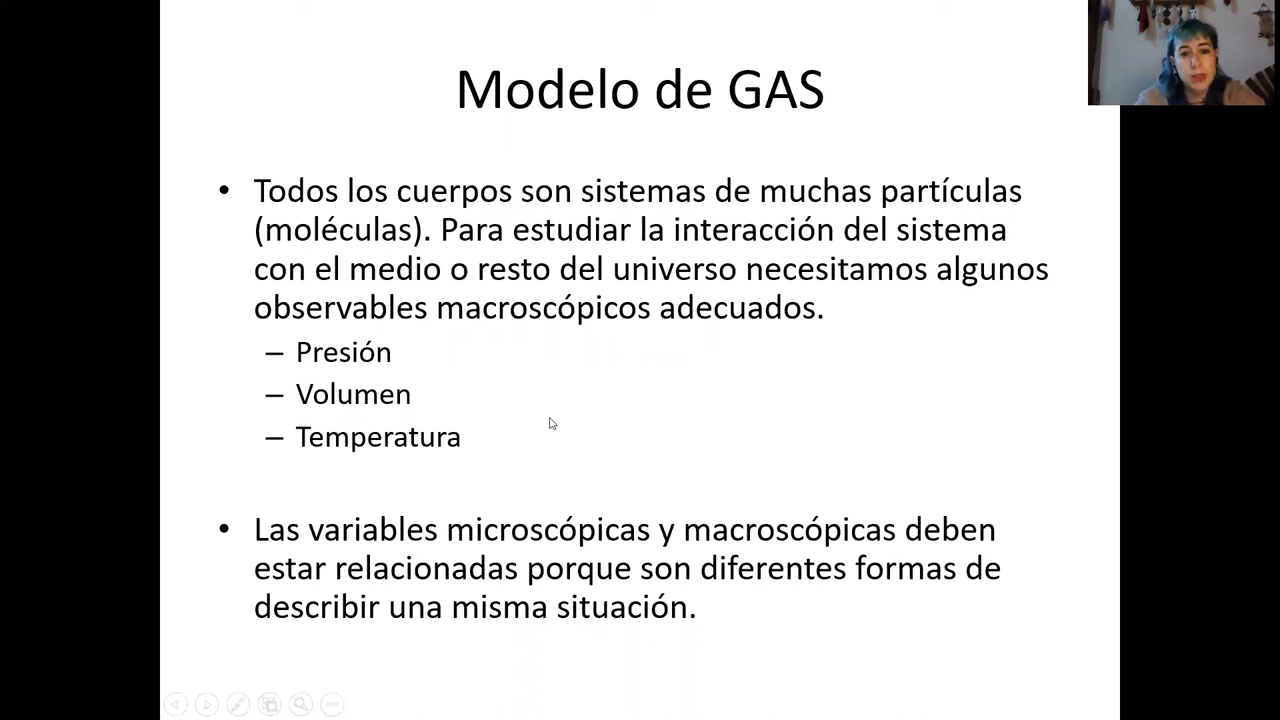 Modelo de GAS
• Todos los cuerpos son sistemas de muchas partículas
(moléculas). Para estudiar la interacción del sistema
con el medio o resto del universo necesitamos algunos
observables macroscópicos adecuados.
– Presión
– Volumen
– Temperatura
• Las variables microscópicas y macroscópicas deben
estar relacionadas porque son diferentes formas de
describir una misma situación.